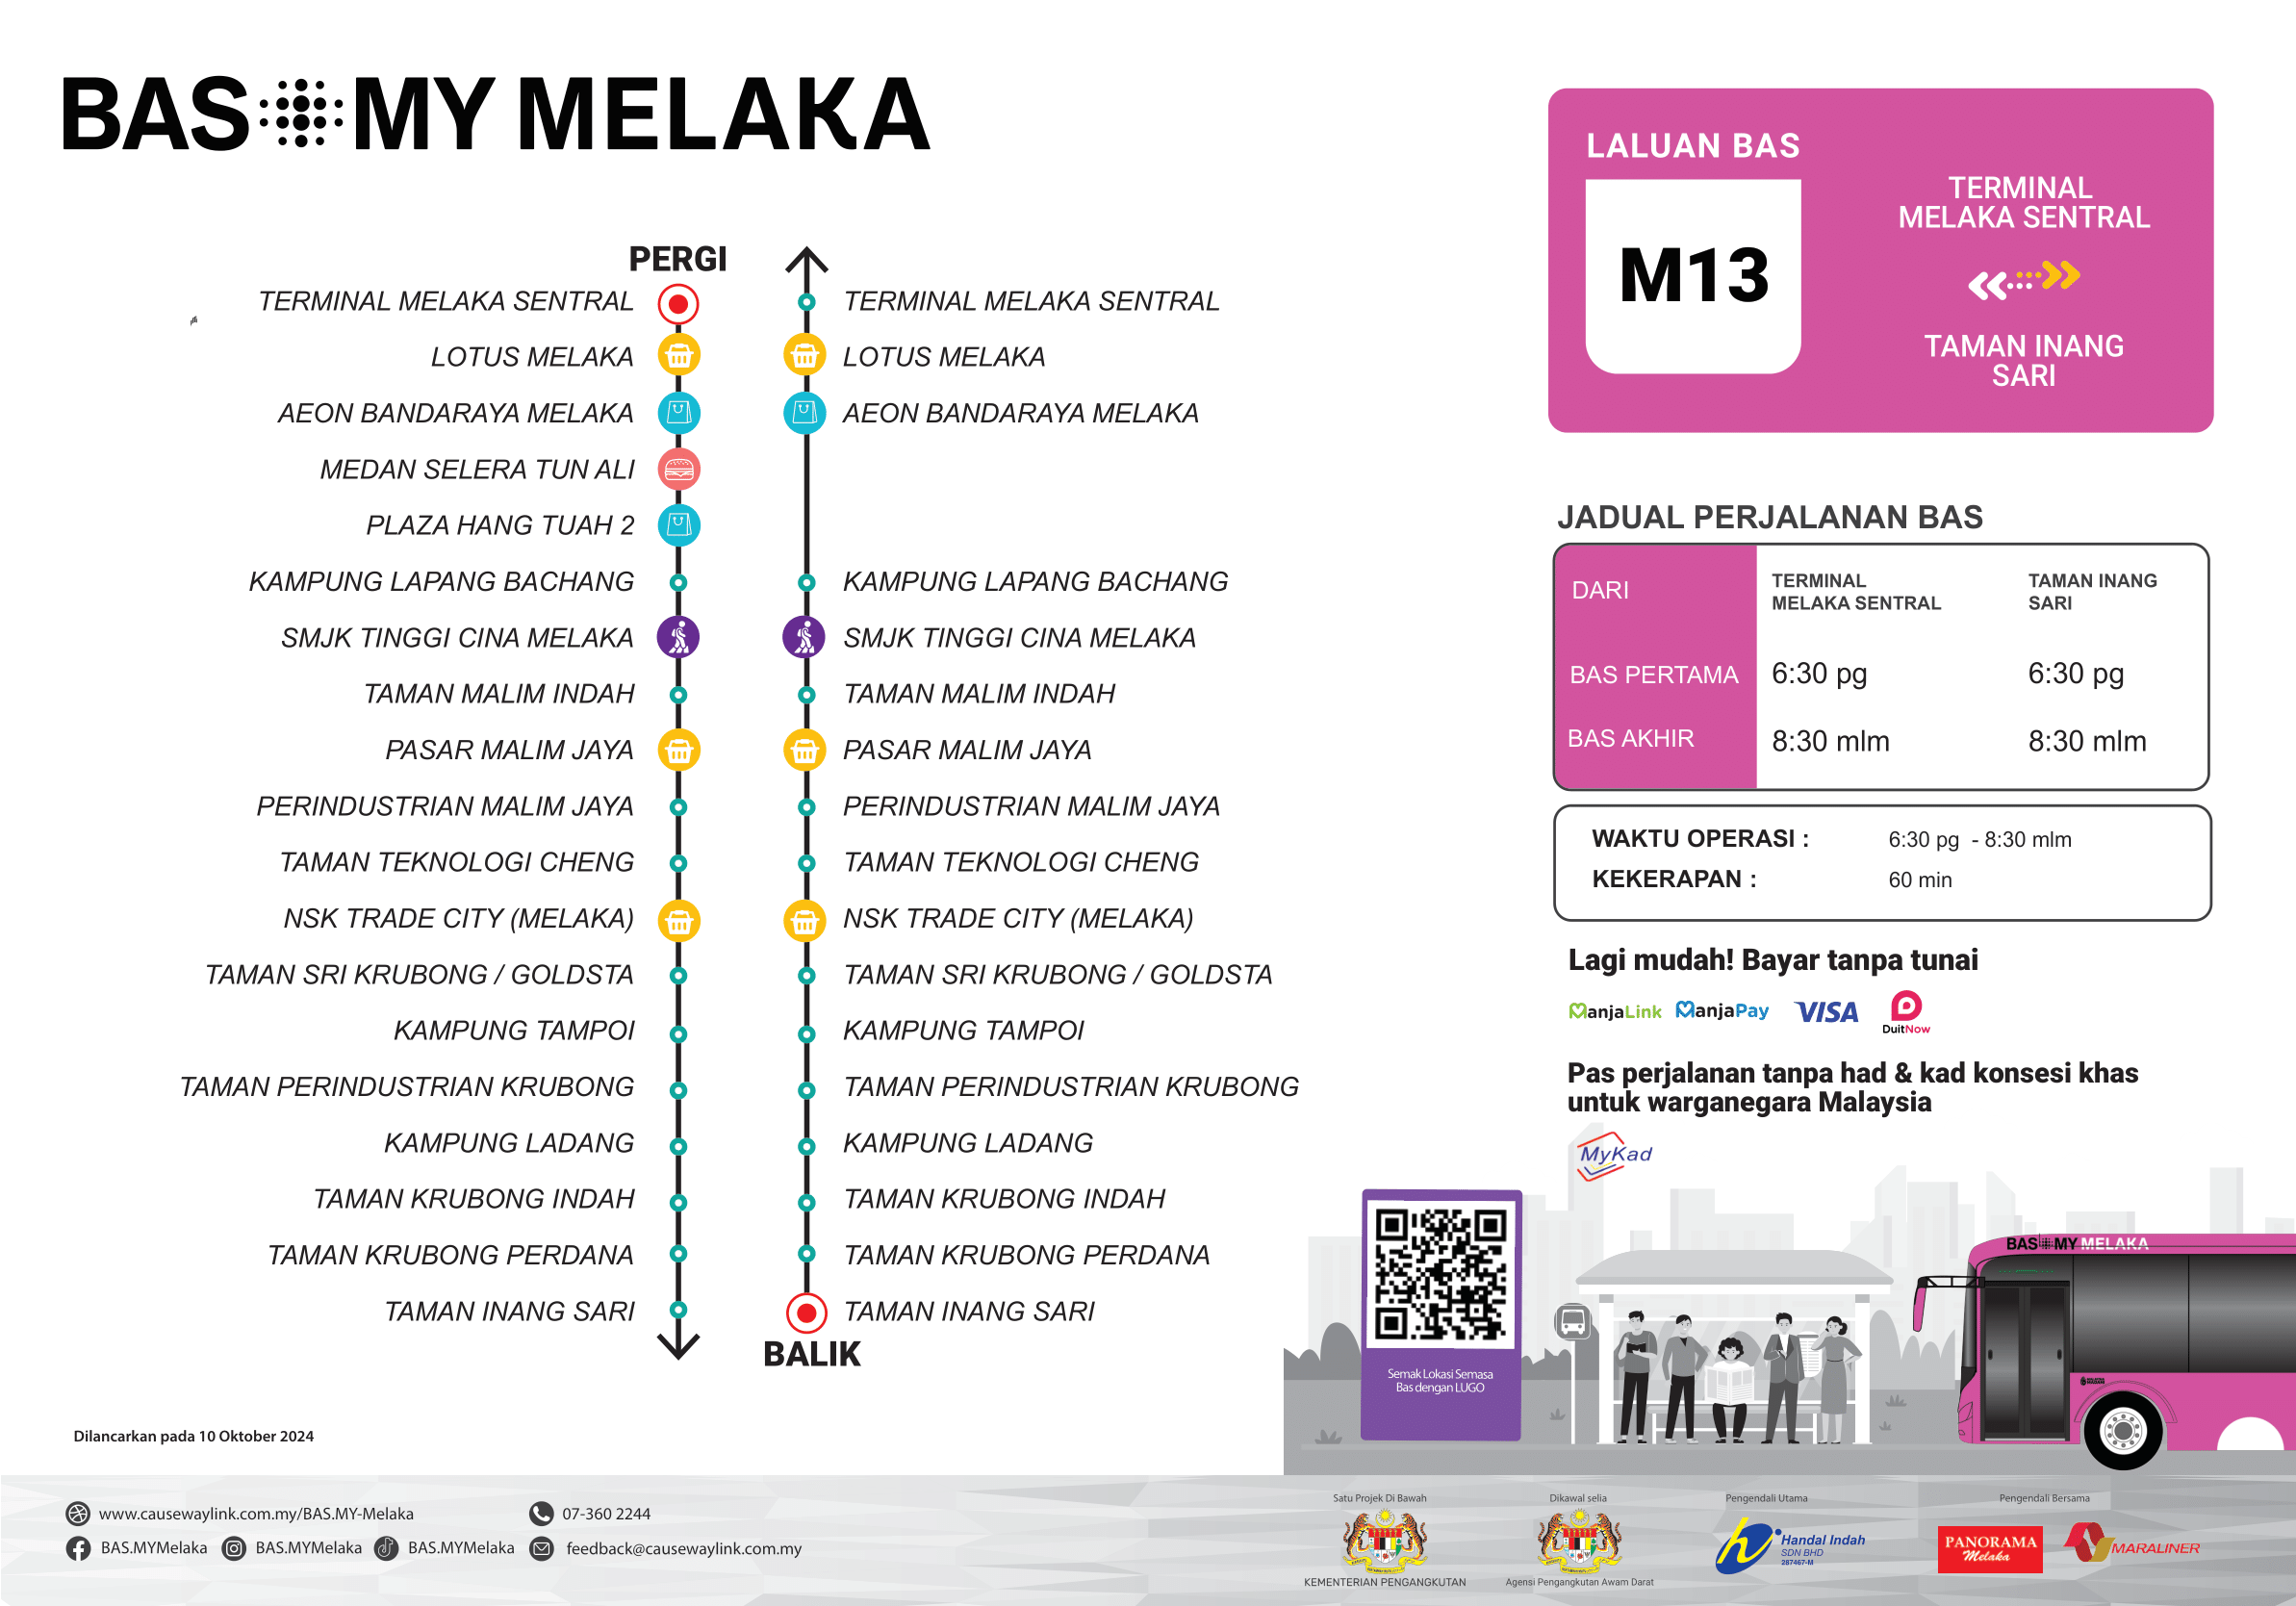 BAS MY MELAKA
PERGI
TERMINAL MELAKA SENTRAL
LOTUS MELAKA
AEON BANDARAYA MELAKA
MEDAN SELERA TUN ALI
PLAZA HANG TUAH 2
KAMPUNG LAPANG BACHANG
SMJK TINGGI CINA MELAKA
TAMAN MALIM INDAH
PASAR MALIM JAYA
PERINDUSTRIAN MALIM JAYA
TAMAN TEKNOLOGI CHENG
NSK TRADE CITY (MELAKA)
TAMAN SRI KRUBONG / GOLDSTA
KAMPUNG TAMPOI
TAMAN PERINDUSTRIAN KRUBONG
KAMPUNG LADANG
TAMAN KRUBONG INDAH
TAMAN KRUBONG PERDANA
TAMAN INANG SARI
TERMINAL MELAKA SENTRAL
LOTUS MELAKA
AEON BANDARAYA MELAKA
KAMPUNG LAPANG BACHANG
SMJK TINGGI CINA MELAKA
TAMAN MALIM INDAH
PASAR MALIM JAYA
PERINDUSTRIAN MALIM JAYA
TAMAN TEKNOLOGI CHENG
NSK TRADE CITY (MELAKA)
TAMAN SRI KRUBONG / GOLDSTA
KAMPUNG TAMPOI
TAMAN PERINDUSTRIAN KRUBONG
KAMPUNG LADANG
TAMAN KRUBONG INDAH
TAMAN KRUBONG PERDANA
TAMAN INANG SARI
BALIK
LALUAN BAS
M13
TERMINAL
MELAKA SENTRAL
TAMAN INANG
SARI
JADUAL PERJALANAN BAS
DARI
TERMINAL
MELAKA SENTRAL
TAMAN INANG
SARI
BAS PERTAMA 6:30 pg 6:30 pg
BAS AKHIR 8:30 mlm 8:30 mlm
WAKTU OPERASI : 6:30 pg - 8:30 mlm
KEKERAPAN : 60 min
Lagi mudah! Bayar tanpa tunai
ManjaLink ManjaPay VISA DuitNow
Pas perjalanan tanpa had & kad konsesi khas
untuk warganegara Malaysia
MyKad
Semak Lokasi Semasa
Bas dengan LUGO
BAS MY MELAKA
Dilancarkan pada 10 Oktober 2024
www.causewaylink.com.my/BAS.MY-Melaka 07-360 2244
BAS.MYMelaka BAS.MYMelaka BAS.MYMelaka feedback@causewaylink.com.my
Satu Projek Di Bawah
KEMENTERIAN PENGANGKUTAN
Dikawal selia
Agensi Pengangkutan Awam Darat
Pengendali Utama
Handal Indah
SDN BHD
287467-M
Pengendali Bersama
PANORAMA
Melaka
MARALINER